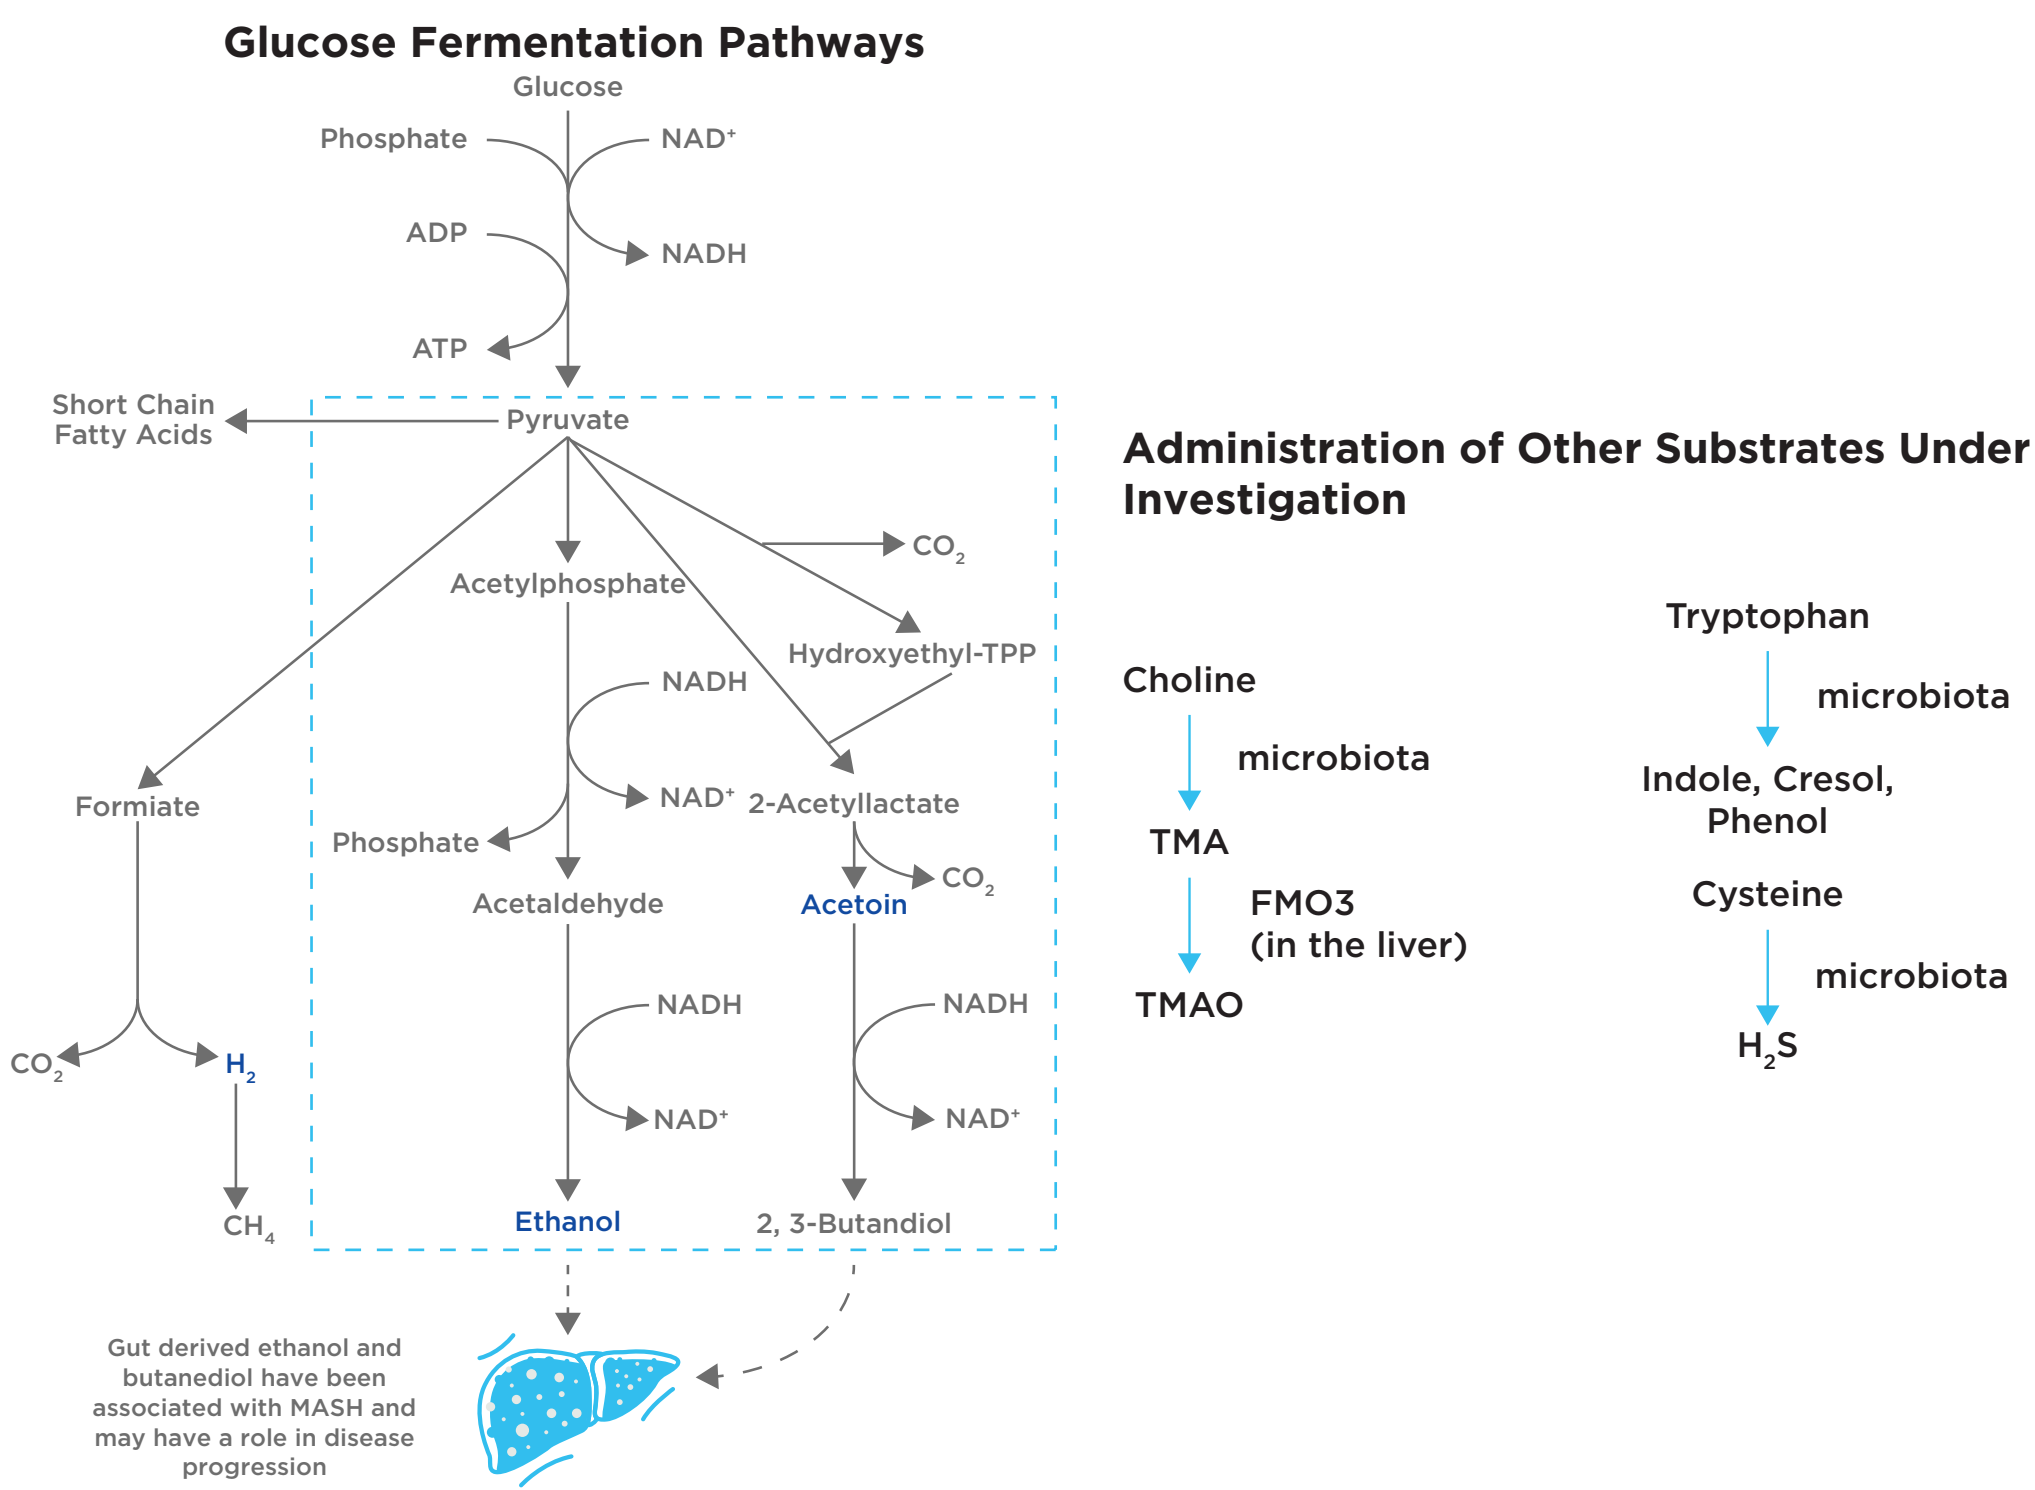 Glucose Fermentation Pathways
Glucose
Phosphate
NAD⁺
ADP
NADH
ATP
Short Chain
Fatty Acids
Pyruvate
CO₂
Acetylphosphate
Hydroxyethyl-TPP
NADH
NAD⁺
2-Acetyllactate
Formiate
Phosphate
CO₂
Acetaldehyde
Acetoin
NADH
NADH
CO₂
H₂
NAD⁺
NAD⁺
CH₄
Ethanol
2, 3-Butandiol
Gut derived ethanol and
butanediol have been
associated with MASH and
may have a role in disease
progression
Administration of Other Substrates Under
Investigation
Choline
microbiota
TMA
FMO3
(in the liver)
TMAO
Tryptophan
microbiota
Indole, Cresol,
Phenol
Cysteine
microbiota
H₂S